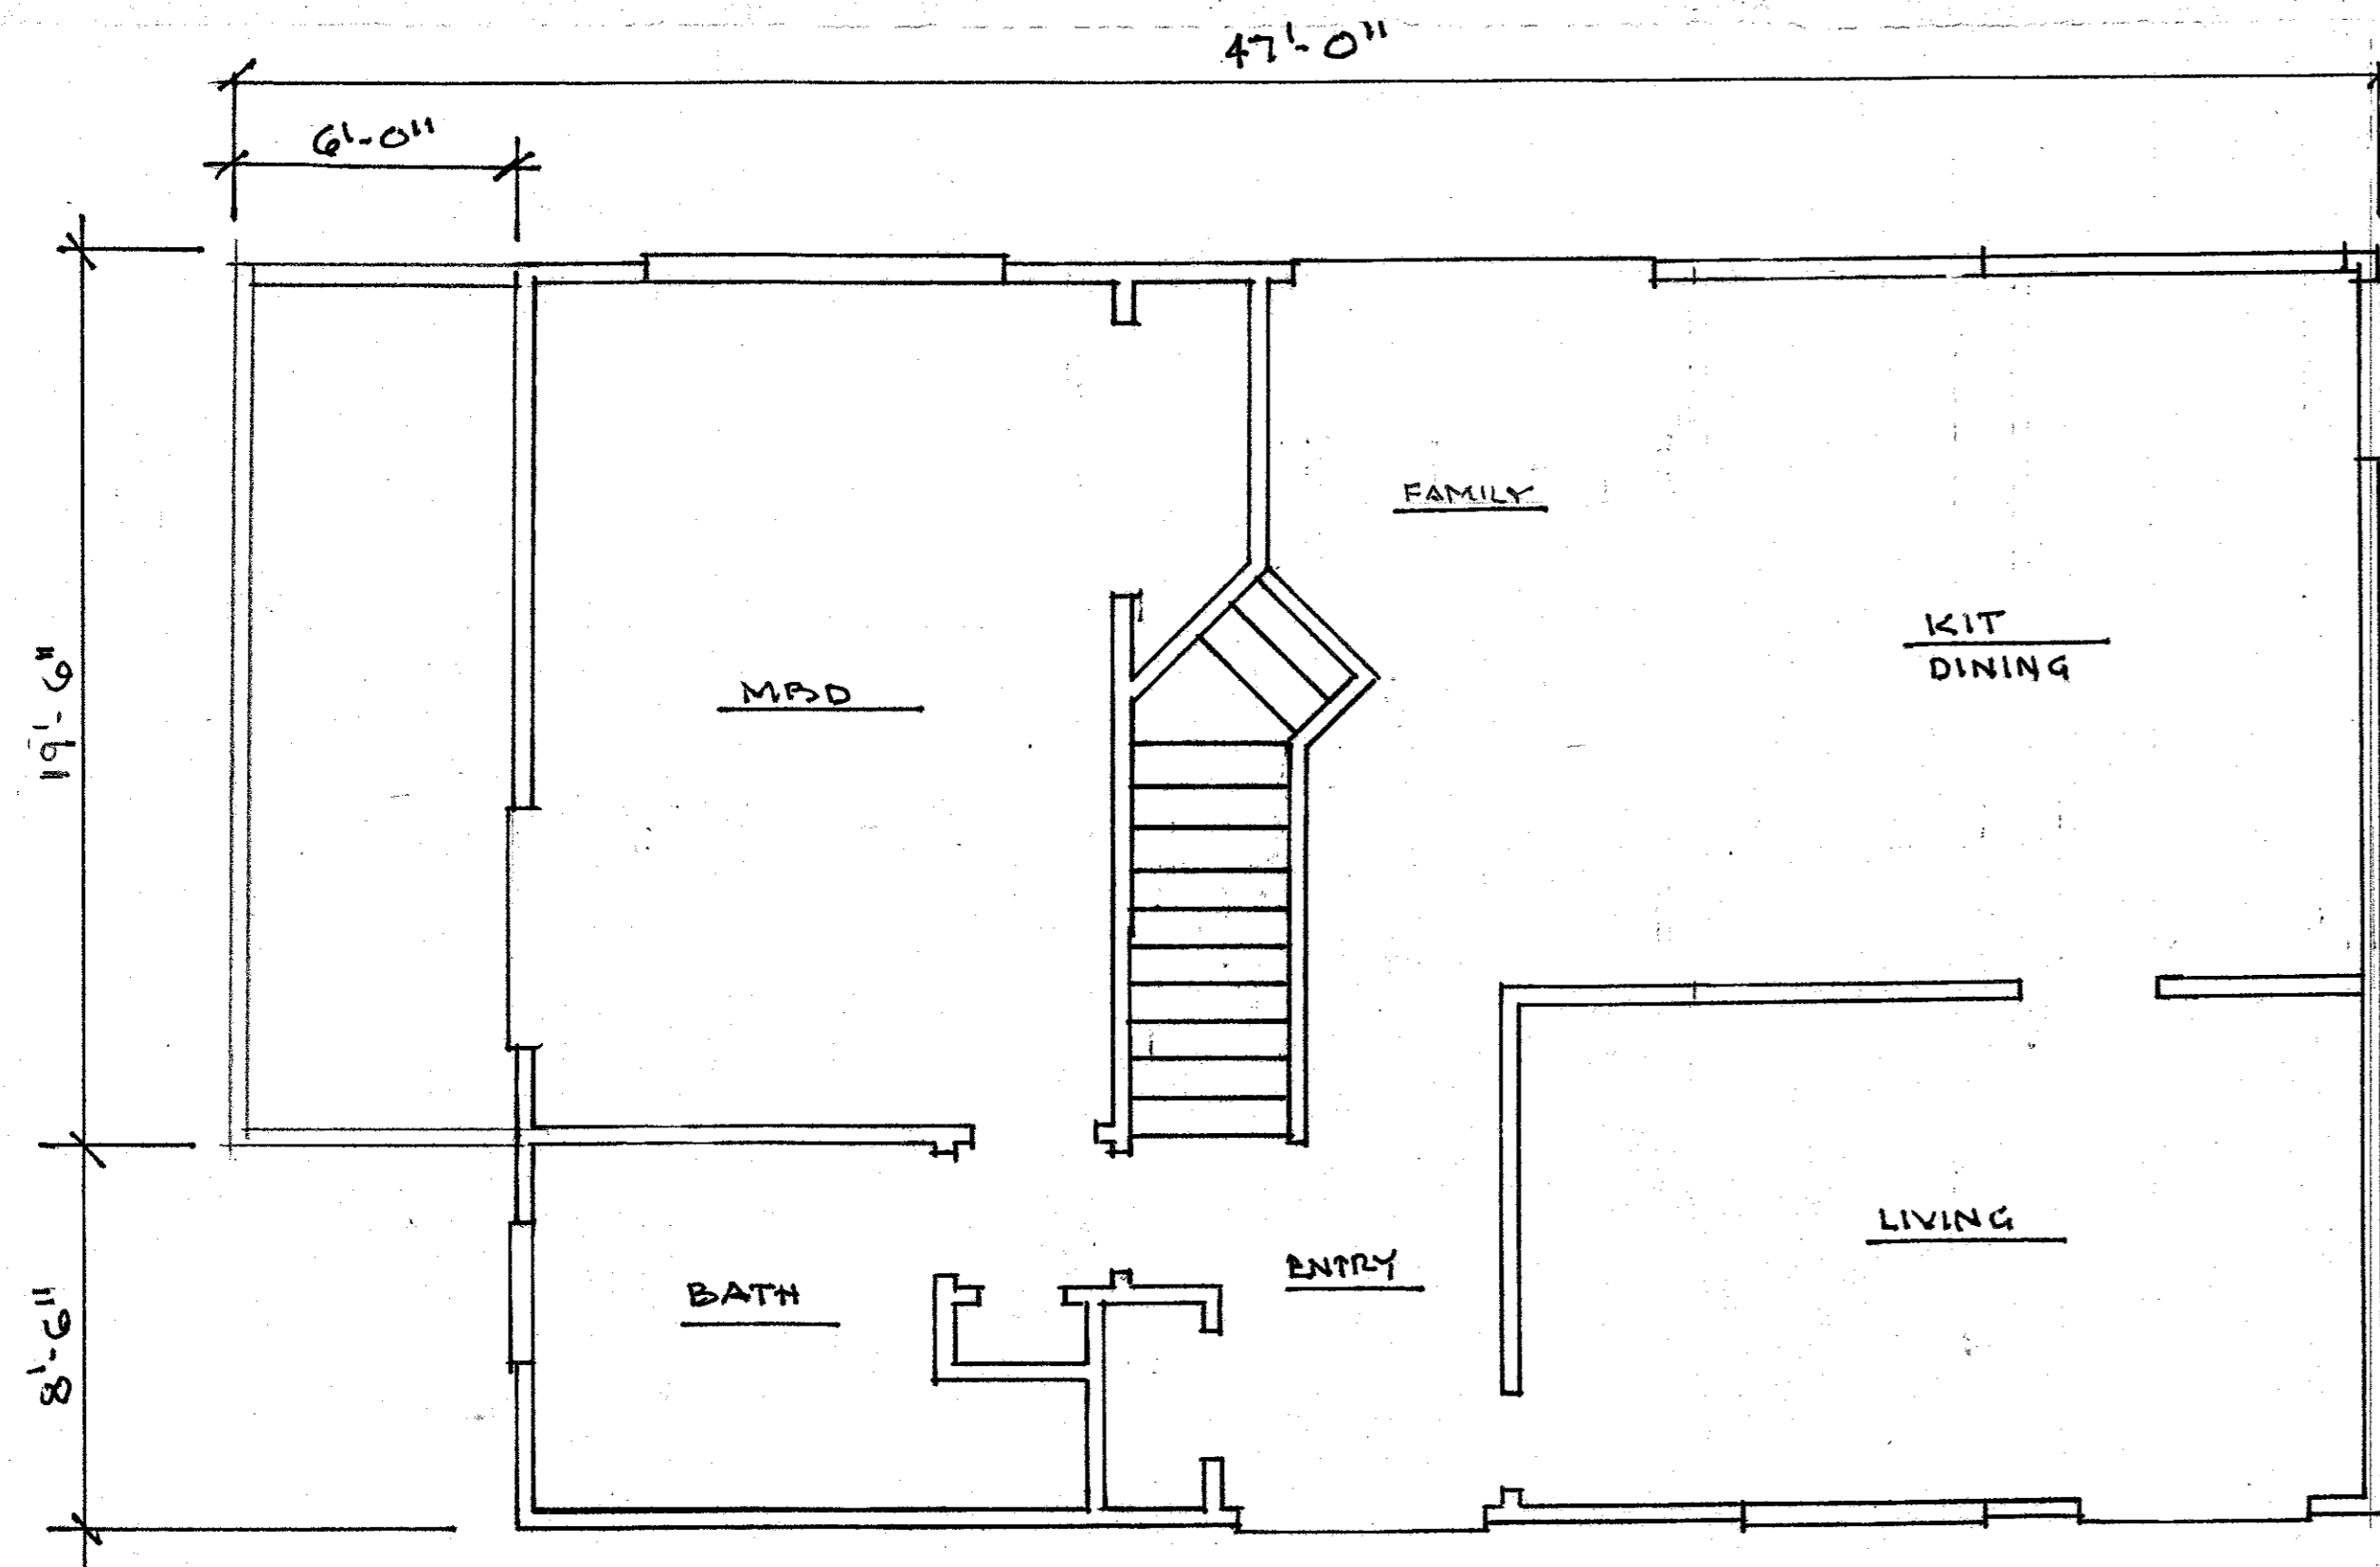 47'-0"
6'-0"
FAMILY
KIT
DINING
19'-6"
MBD
LIVING
ENTRY
BATH
8'-6"